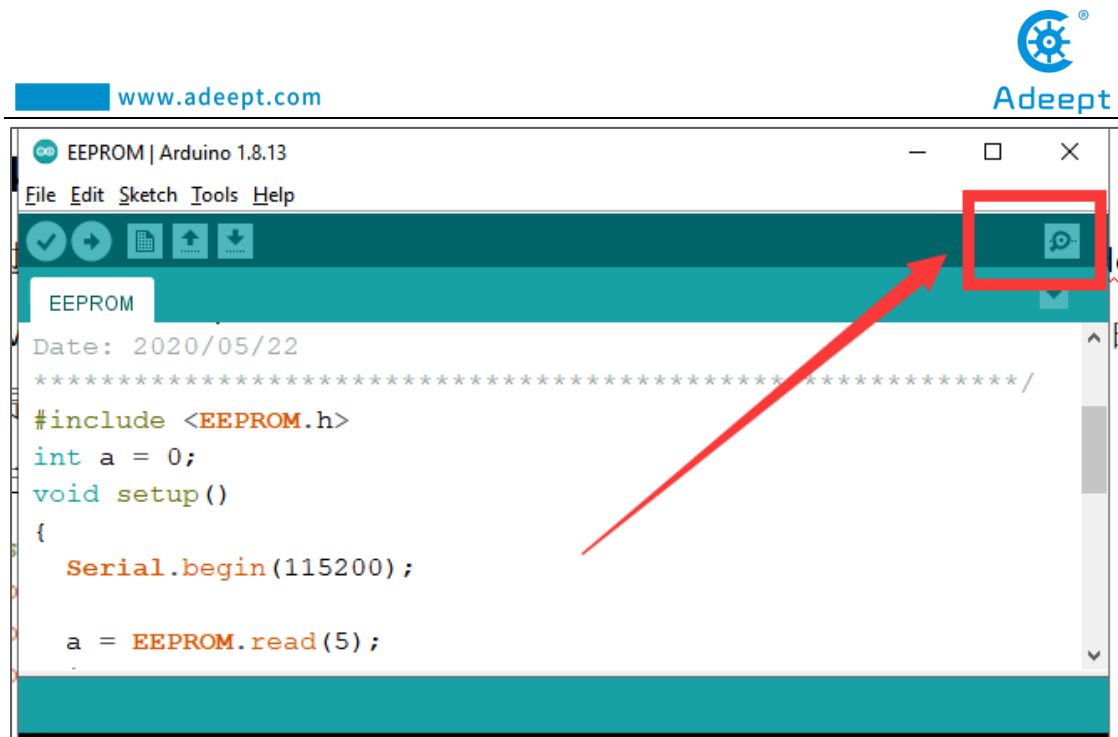 ®
Adeept
www.adeept.com
EEPROM | Arduino 1.8.13
File Edit Sketch Tools Help
EEPROM
Date: 2020/05/22
***********************************************************/
#include <EEPROM.h>
int a = 0;
void setup()
{
Serial.begin(115200);
a = EEPROM.read(5);